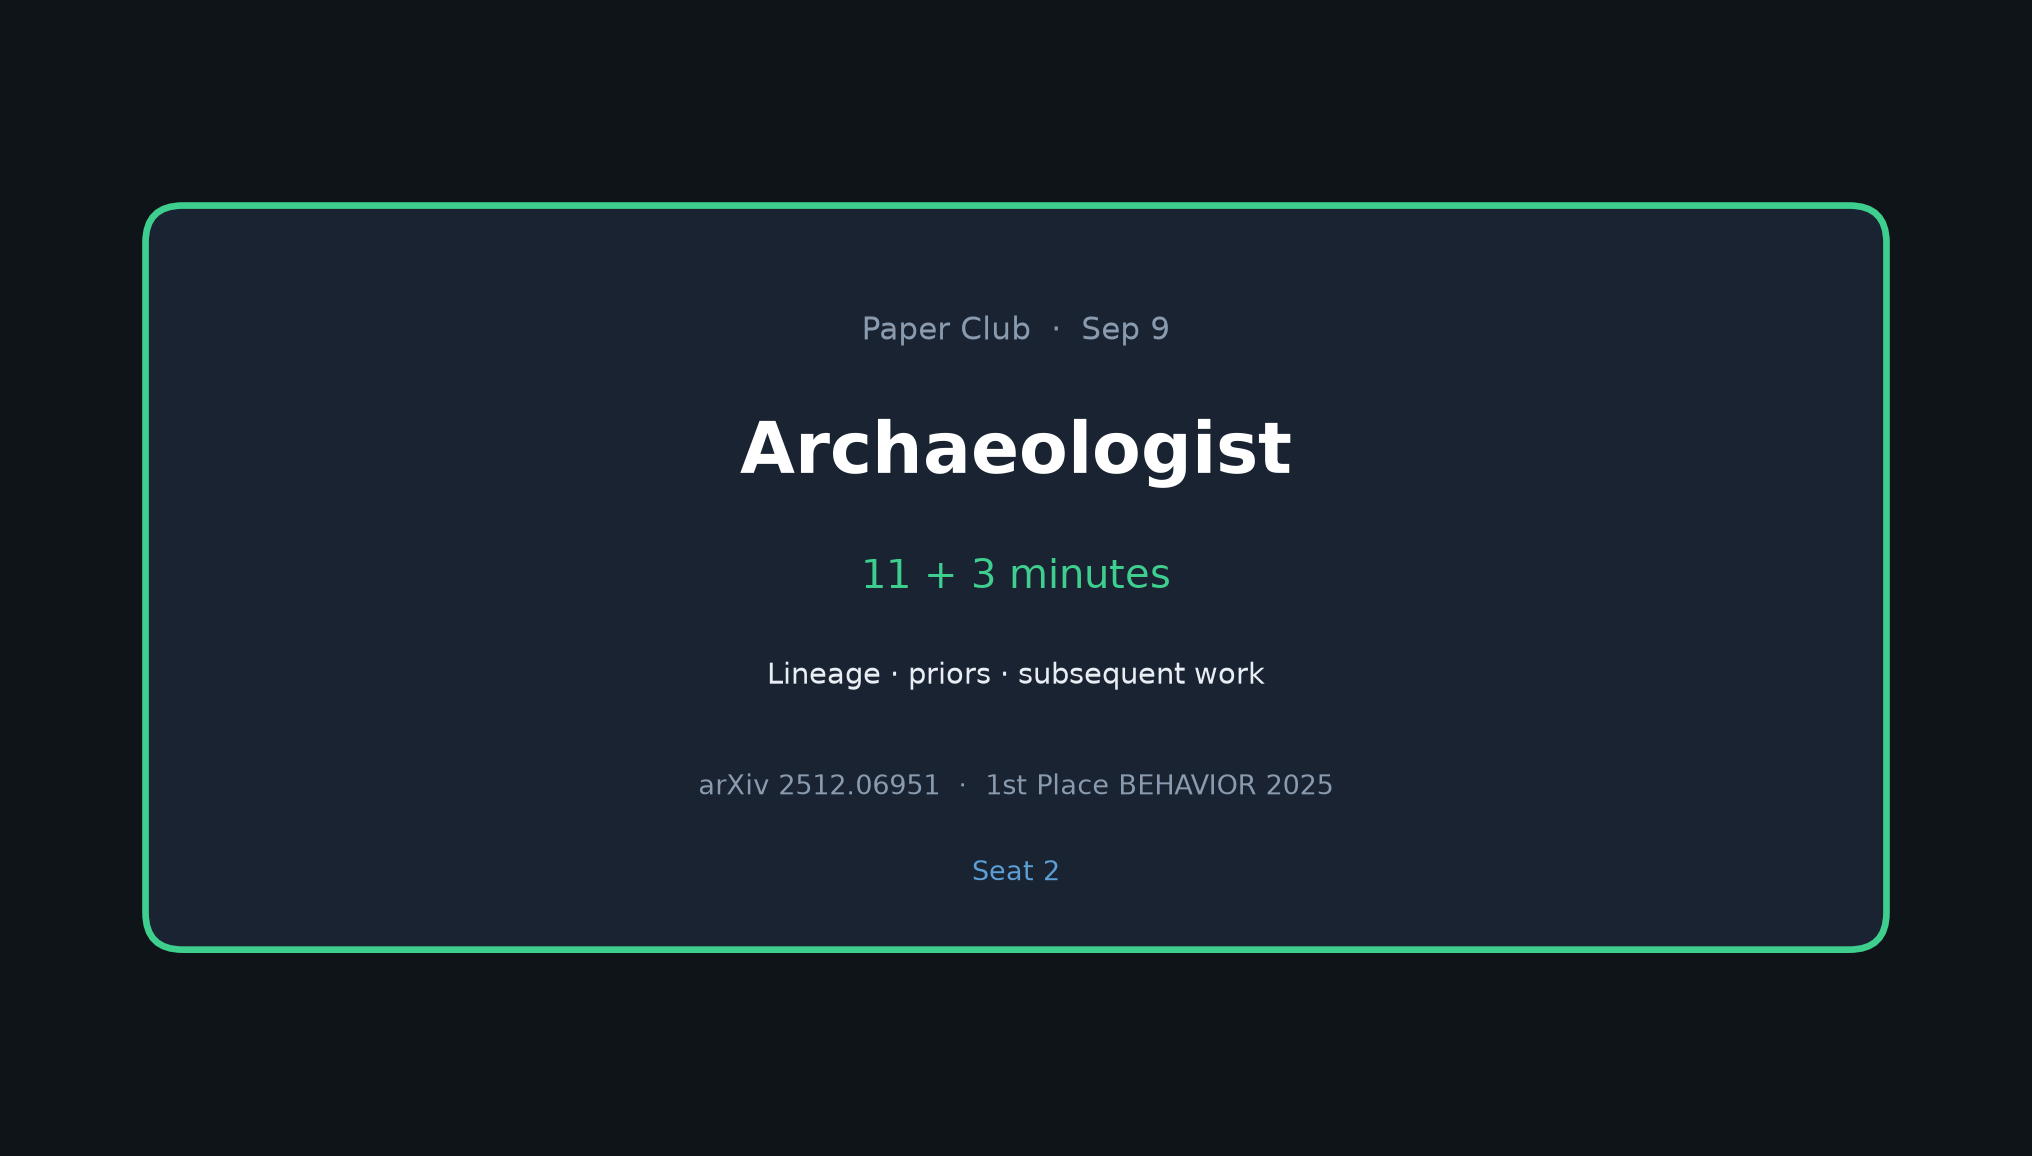 Paper Club · Sep 9
Archaeologist
11 + 3 minutes
Lineage · priors · subsequent work
arXiv 2512.06951 · 1st Place BEHAVIOR 2025
Seat 2